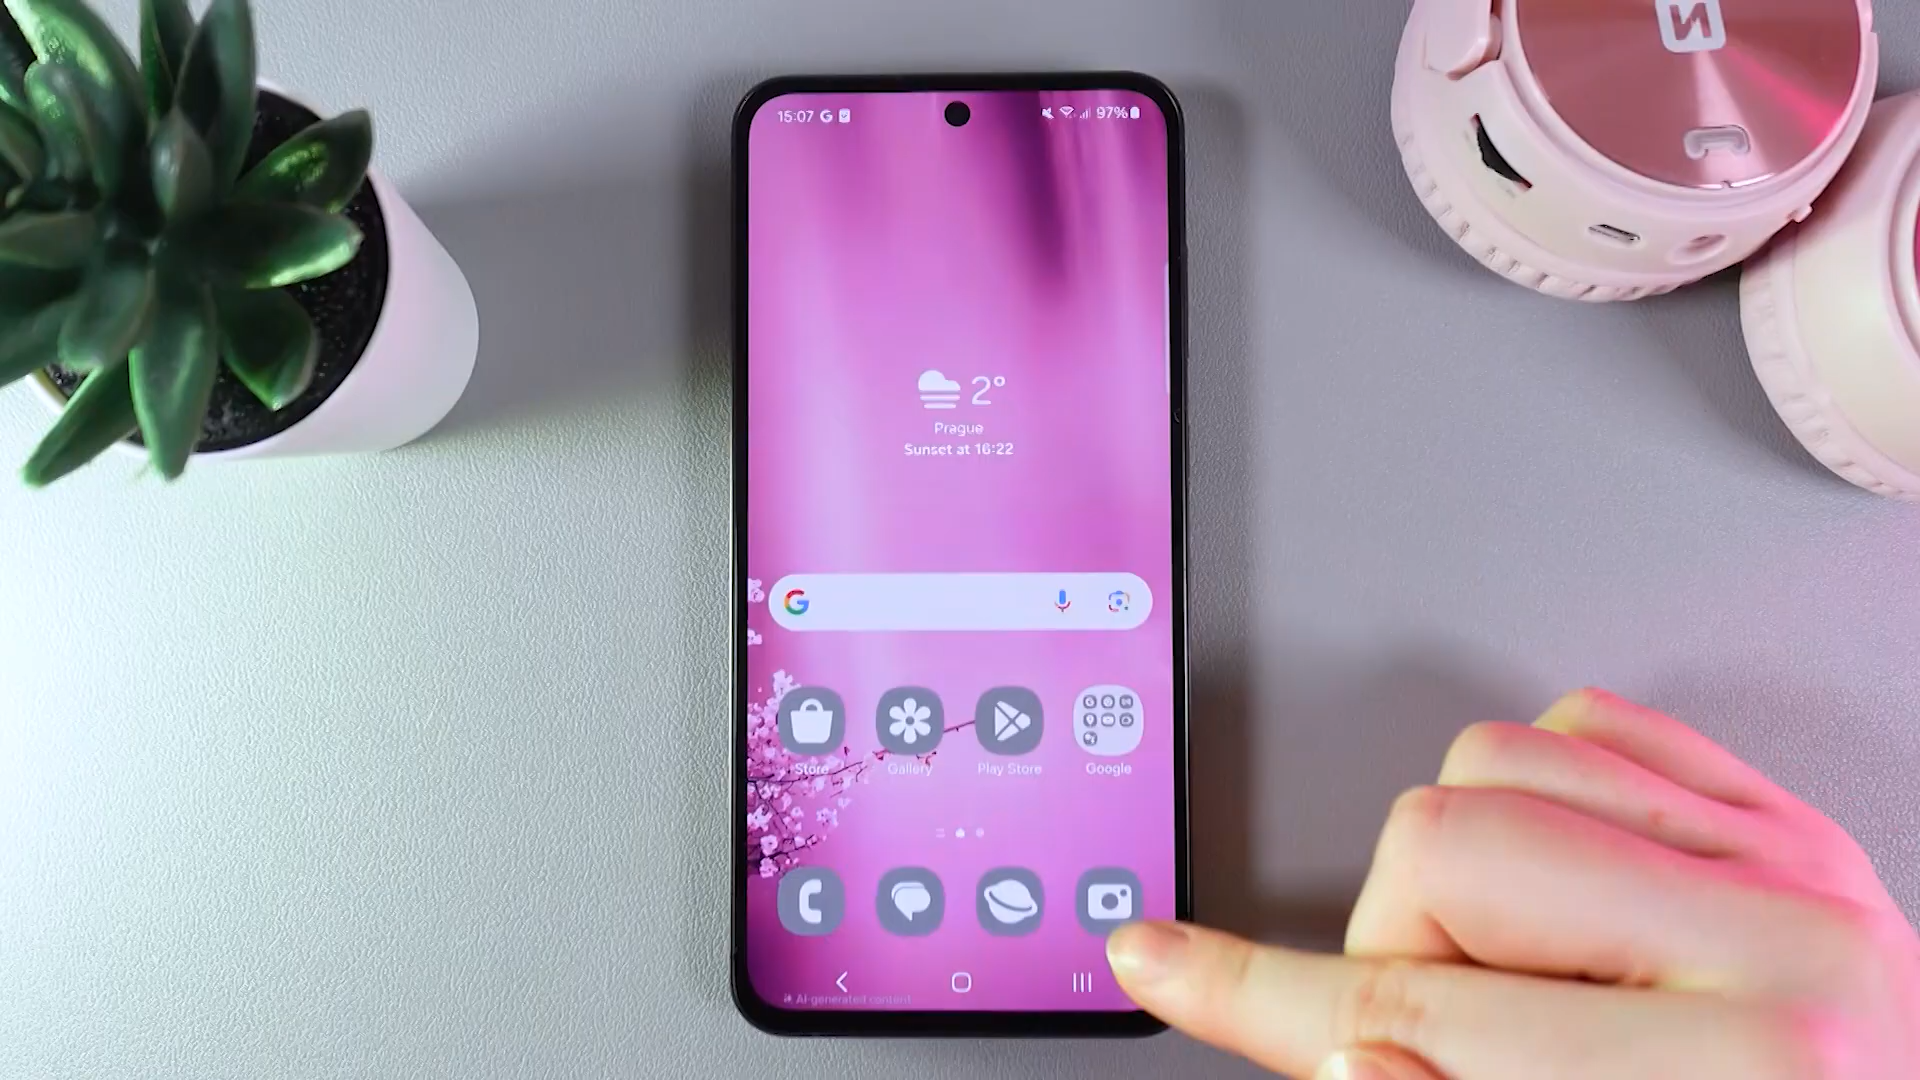 15:07
97%
2°
Prague
Sunset at 16:22
Store
Gallery
Play Store
Google
AI-generated content